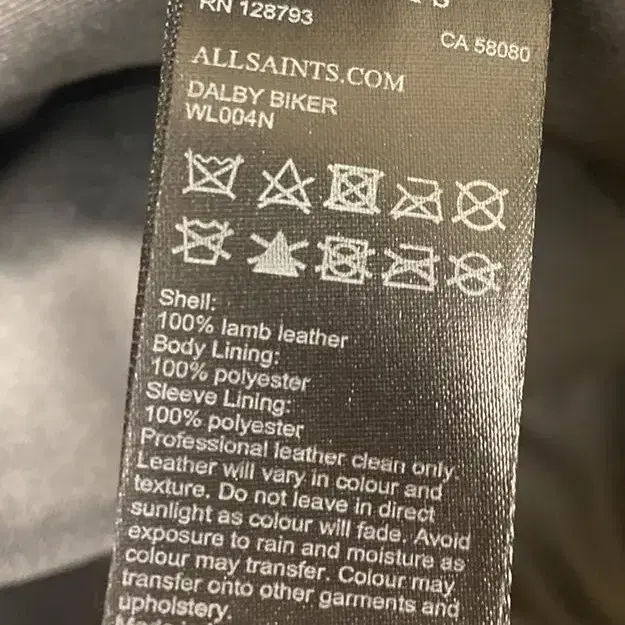 RN 128793
CA 58080
ALLSAINTS.COM
DALBY BIKER
WL004N
Shell:
100% lamb leather
Body Lining:
100% polyester
Sleeve Lining:
100% polyester
Professional leather clean only.
Leather will vary in colour and
texture. Do not leave in direct
sunlight as colour will fade. Avoid
exposure to rain and moisture as
colour may transfer. Colour may
transfer onto other garments and
upholstery.